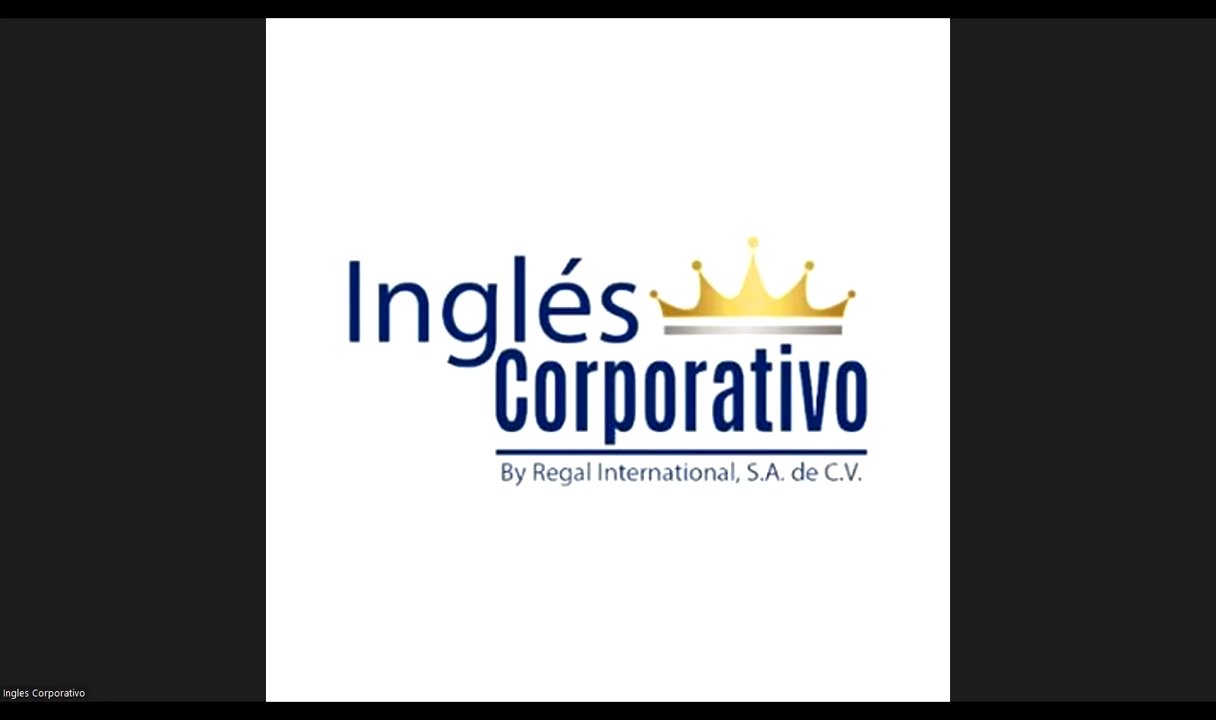 Inglés
Corporativo
By Regal International, S.A. de C.V.
Ingles Corporativo